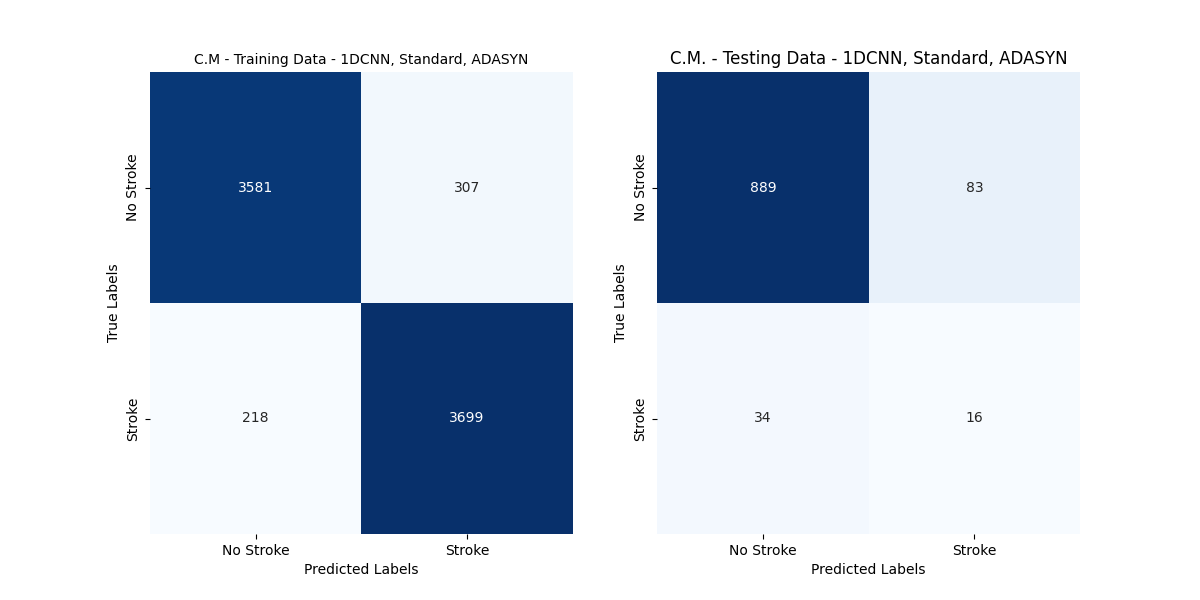 C.M - Training Data - 1DCNN, Standard, ADASYN
No Stroke
3581
307
True Labels
Stroke
218
3699
No Stroke
Stroke
Predicted Labels
C.M. - Testing Data - 1DCNN, Standard, ADASYN
No Stroke
889
83
True Labels
Stroke
34
16
No Stroke
Stroke
Predicted Labels